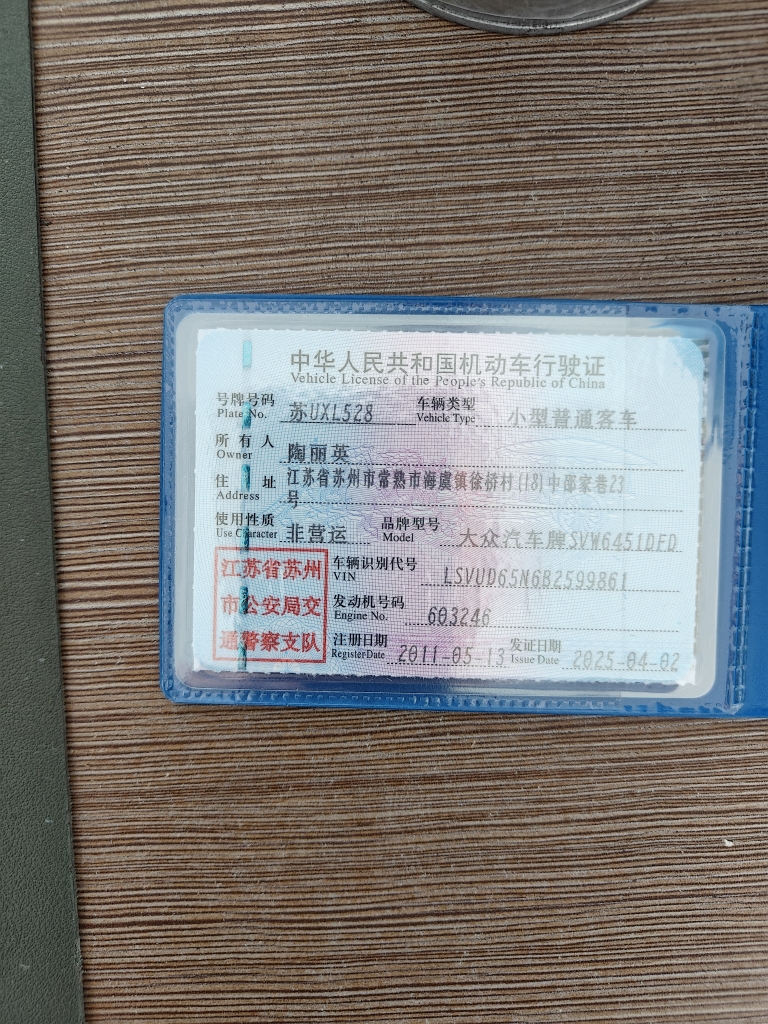 中华人民共和国机动车行驶证
Vehicle License of the People's Republic of China
号牌号码 Plate No. 苏UXL528 车辆类型 Vehicle Type 小型普通客车
所有人 Owner 陶丽英
住址 Address 江苏省苏州市常熟市海虞镇徐桥村(18)中邵家巷23
号
使用性质 Use Character 非营运 品牌型号 Model 大众汽车牌SVW6451DFD
江苏省苏州
市公安局交
通警察支队
车辆识别代号 VIN LSVUD65N6B2599861
发动机号码 Engine No. 603246
注册日期 Register Date 2011-05-13 发证日期 Issue Date 2025-04-02